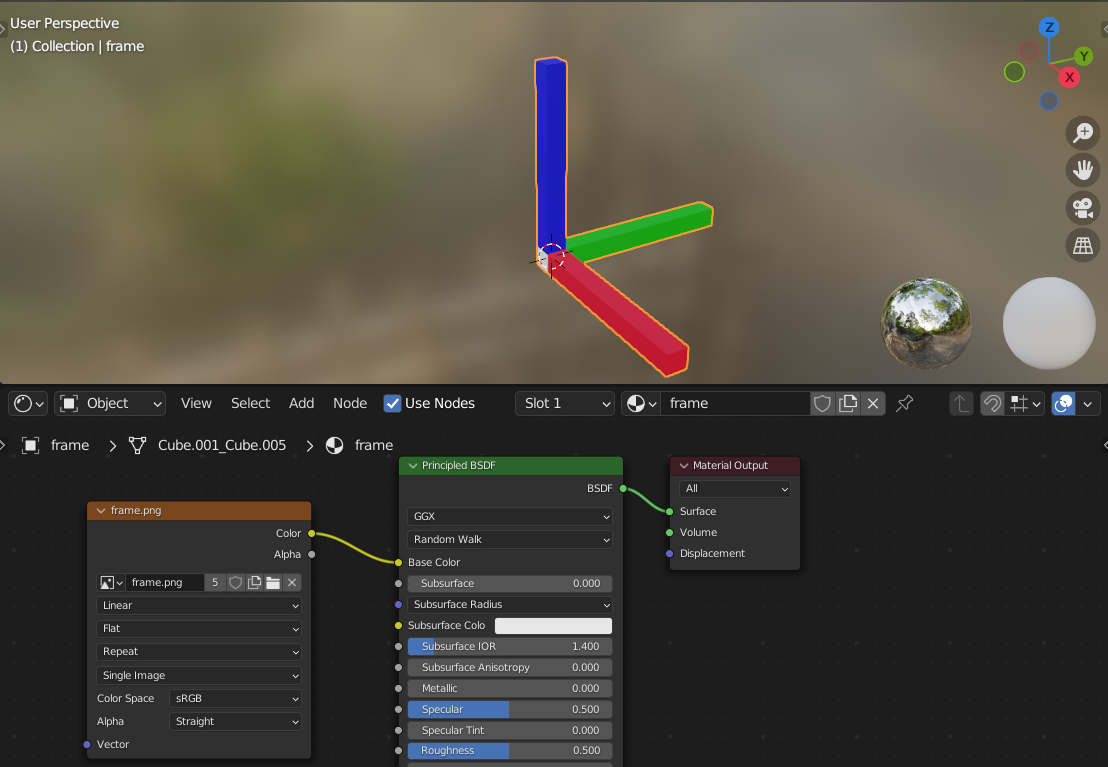 User Perspective
(1) Collection | frame
Z
Y
X
Object
View
Select
Add
Node
Use Nodes
Slot 1
frame
frame
Cube.001_Cube.005
frame
frame.png
Color
Alpha
frame.png
5
Linear
Flat
Repeat
Single Image
Color Space
sRGB
Alpha
Straight
Vector
Principled BSDF
BSDF
GGX
Random Walk
Base Color
Subsurface 0.000
Subsurface Radius
Subsurface Colo
Subsurface IOR 1.400
Subsurface Anisotropy 0.000
Metallic 0.000
Specular 0.500
Specular Tint 0.000
Roughness 0.500
Material Output
All
Surface
Volume
Displacement